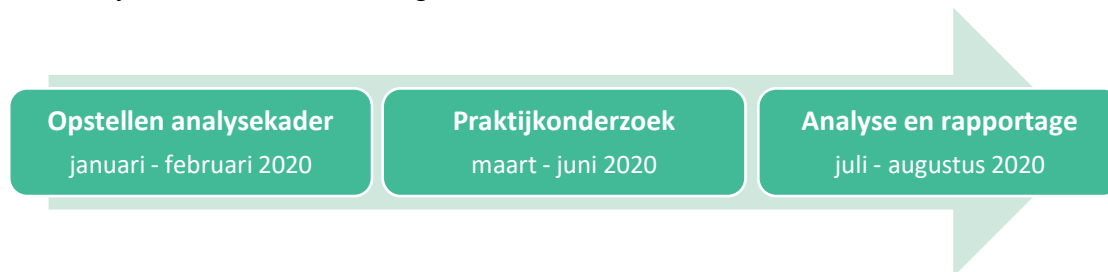 Opstellen analysekader
januari - februari 2020
Praktijkonderzoek
maart - juni 2020
Analyse en rapportage
juli - augustus 2020